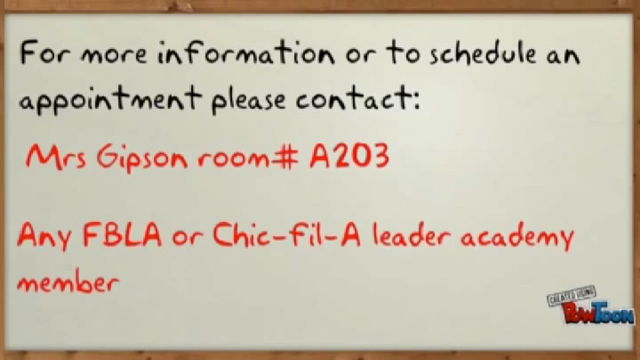 For more information or to schedule an
appointment please contact:
Mrs Gipson room# A203
Any FBLA or Chic-fil-A leader academy
member
CREATED USING
POWTOON